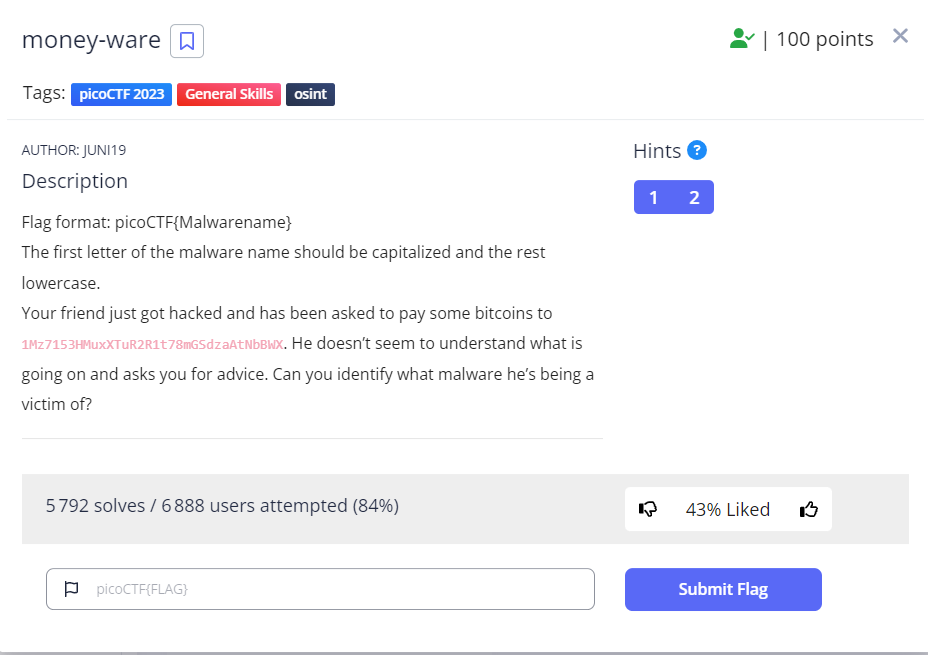 money-ware
| 100 points
Tags: picoCTF 2023 General Skills osint
AUTHOR: JUNI19
Description
Flag format: picoCTF{Malwarename}
The first letter of the malware name should be capitalized and the rest
lowercase.
Your friend just got hacked and has been asked to pay some bitcoins to
1Mz7153HMuxXTuR2R1t78mGSdzaAtNbBWX. He doesn’t seem to understand what is
going on and asks you for advice. Can you identify what malware he’s being a
victim of?
Hints ?
1 2
5 792 solves / 6 888 users attempted (84%)
43% Liked
picoCTF{FLAG}
Submit Flag